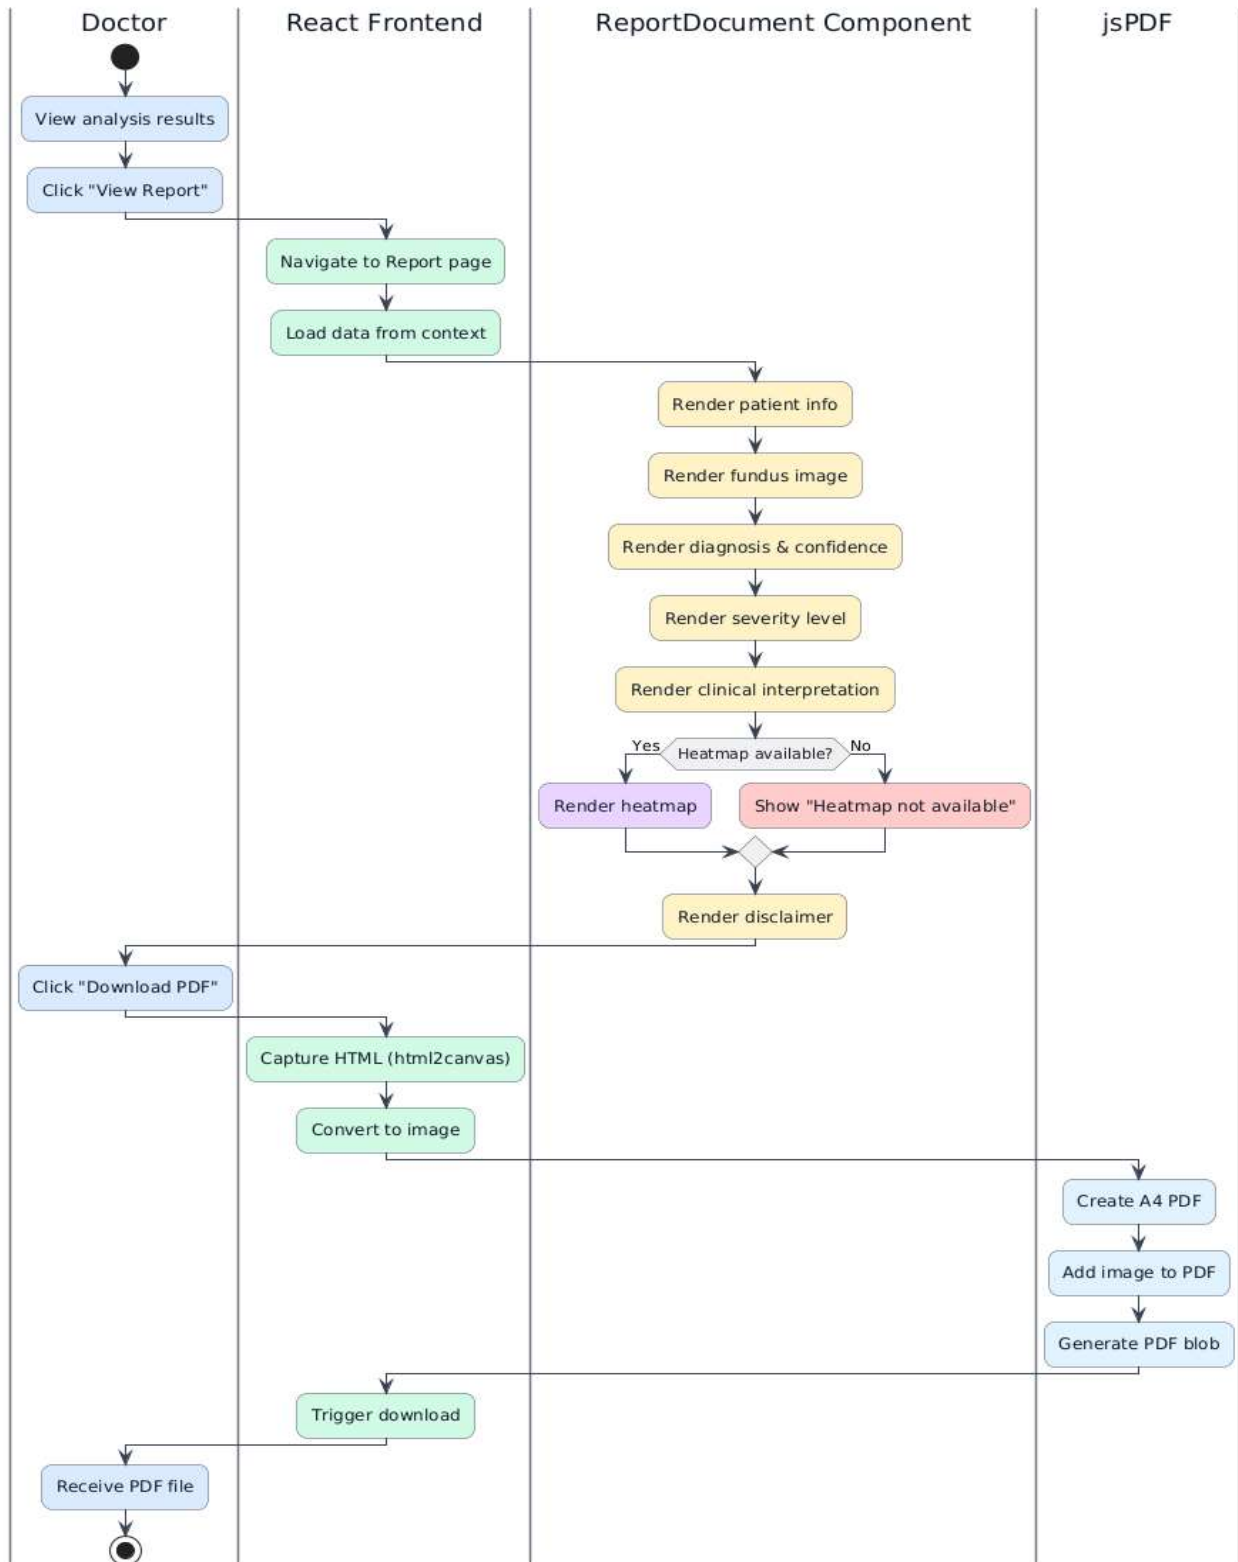 Doctor
React Frontend
ReportDocument Component
jsPDF
View analysis results
Click "View Report"
Navigate to Report page
Load data from context
Render patient info
Render fundus image
Render diagnosis & confidence
Render severity level
Render clinical interpretation
Yes
Heatmap available?
No
Render heatmap
Show "Heatmap not available"
Render disclaimer
Click "Download PDF"
Capture HTML (html2canvas)
Convert to image
Create A4 PDF
Add image to PDF
Generate PDF blob
Trigger download
Receive PDF file